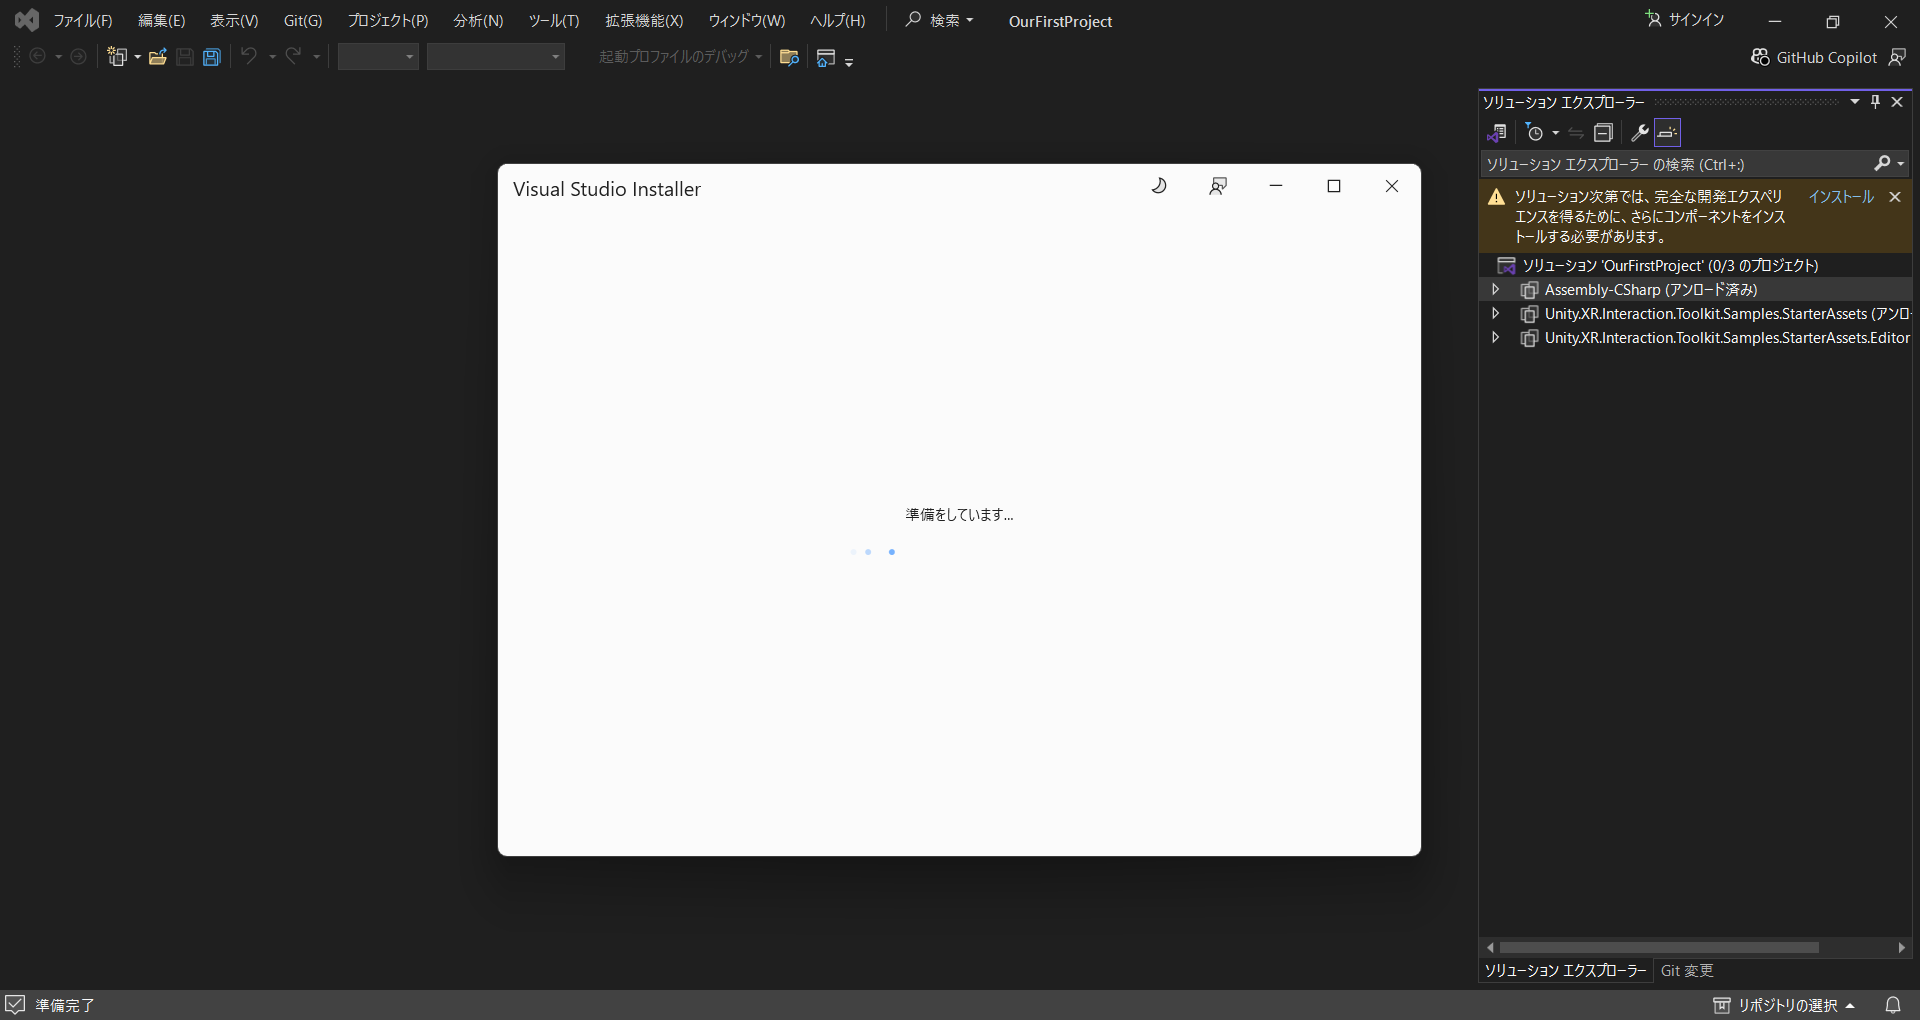 ファイル(F) 編集(E) 表示(V) Git(G) プロジェクト(P) 分析(N) ツール(T) 拡張機能(X) ウィンドウ(W) ヘルプ(H) 検索 OurFirstProject サインイン
起動プロファイルのデバッグ GitHub Copilot
ソリューション エクスプローラー
ソリューション エクスプローラー の検索 (Ctrl+:)
ソリューション次第では、完全な開発エクスペリ インストール
エンスを得るために、さらにコンポーネントをインス
トールする必要があります。
ソリューション 'OurFirstProject' (0/3 のプロジェクト)
Assembly-CSharp (アンロード済み)
Unity.XR.Interaction.Toolkit.Samples.StarterAssets (アンロ
Unity.XR.Interaction.Toolkit.Samples.StarterAssets.Editor
Visual Studio Installer
準備をしています...
ソリューション エクスプローラー Git 変更
準備完了 リポジトリの選択